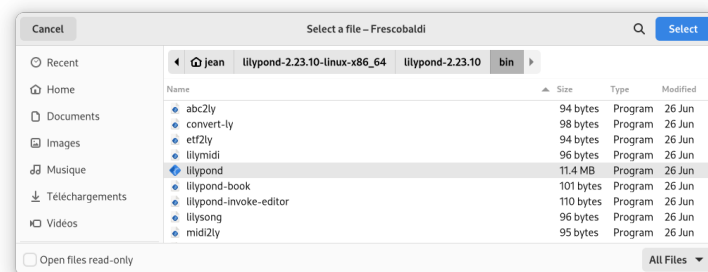 Cancel Select a file – Frescobaldi Select
Recent
Home
Documents
Images
Musique
Téléchargements
Vidéos
jean lilypond-2.23.10-linux-x86_64 lilypond-2.23.10 bin
Name Size Type Modified
abc2ly 94 bytes Program 26 Jun
convert-ly 98 bytes Program 26 Jun
etf2ly 94 bytes Program 26 Jun
lilymidi 96 bytes Program 26 Jun
lilypond 11.4 MB Program 26 Jun
lilypond-book 101 bytes Program 26 Jun
lilypond-invoke-editor 110 bytes Program 26 Jun
lilysong 96 bytes Program 26 Jun
midi2ly 95 bytes Program 26 Jun
Open files read-only All Files